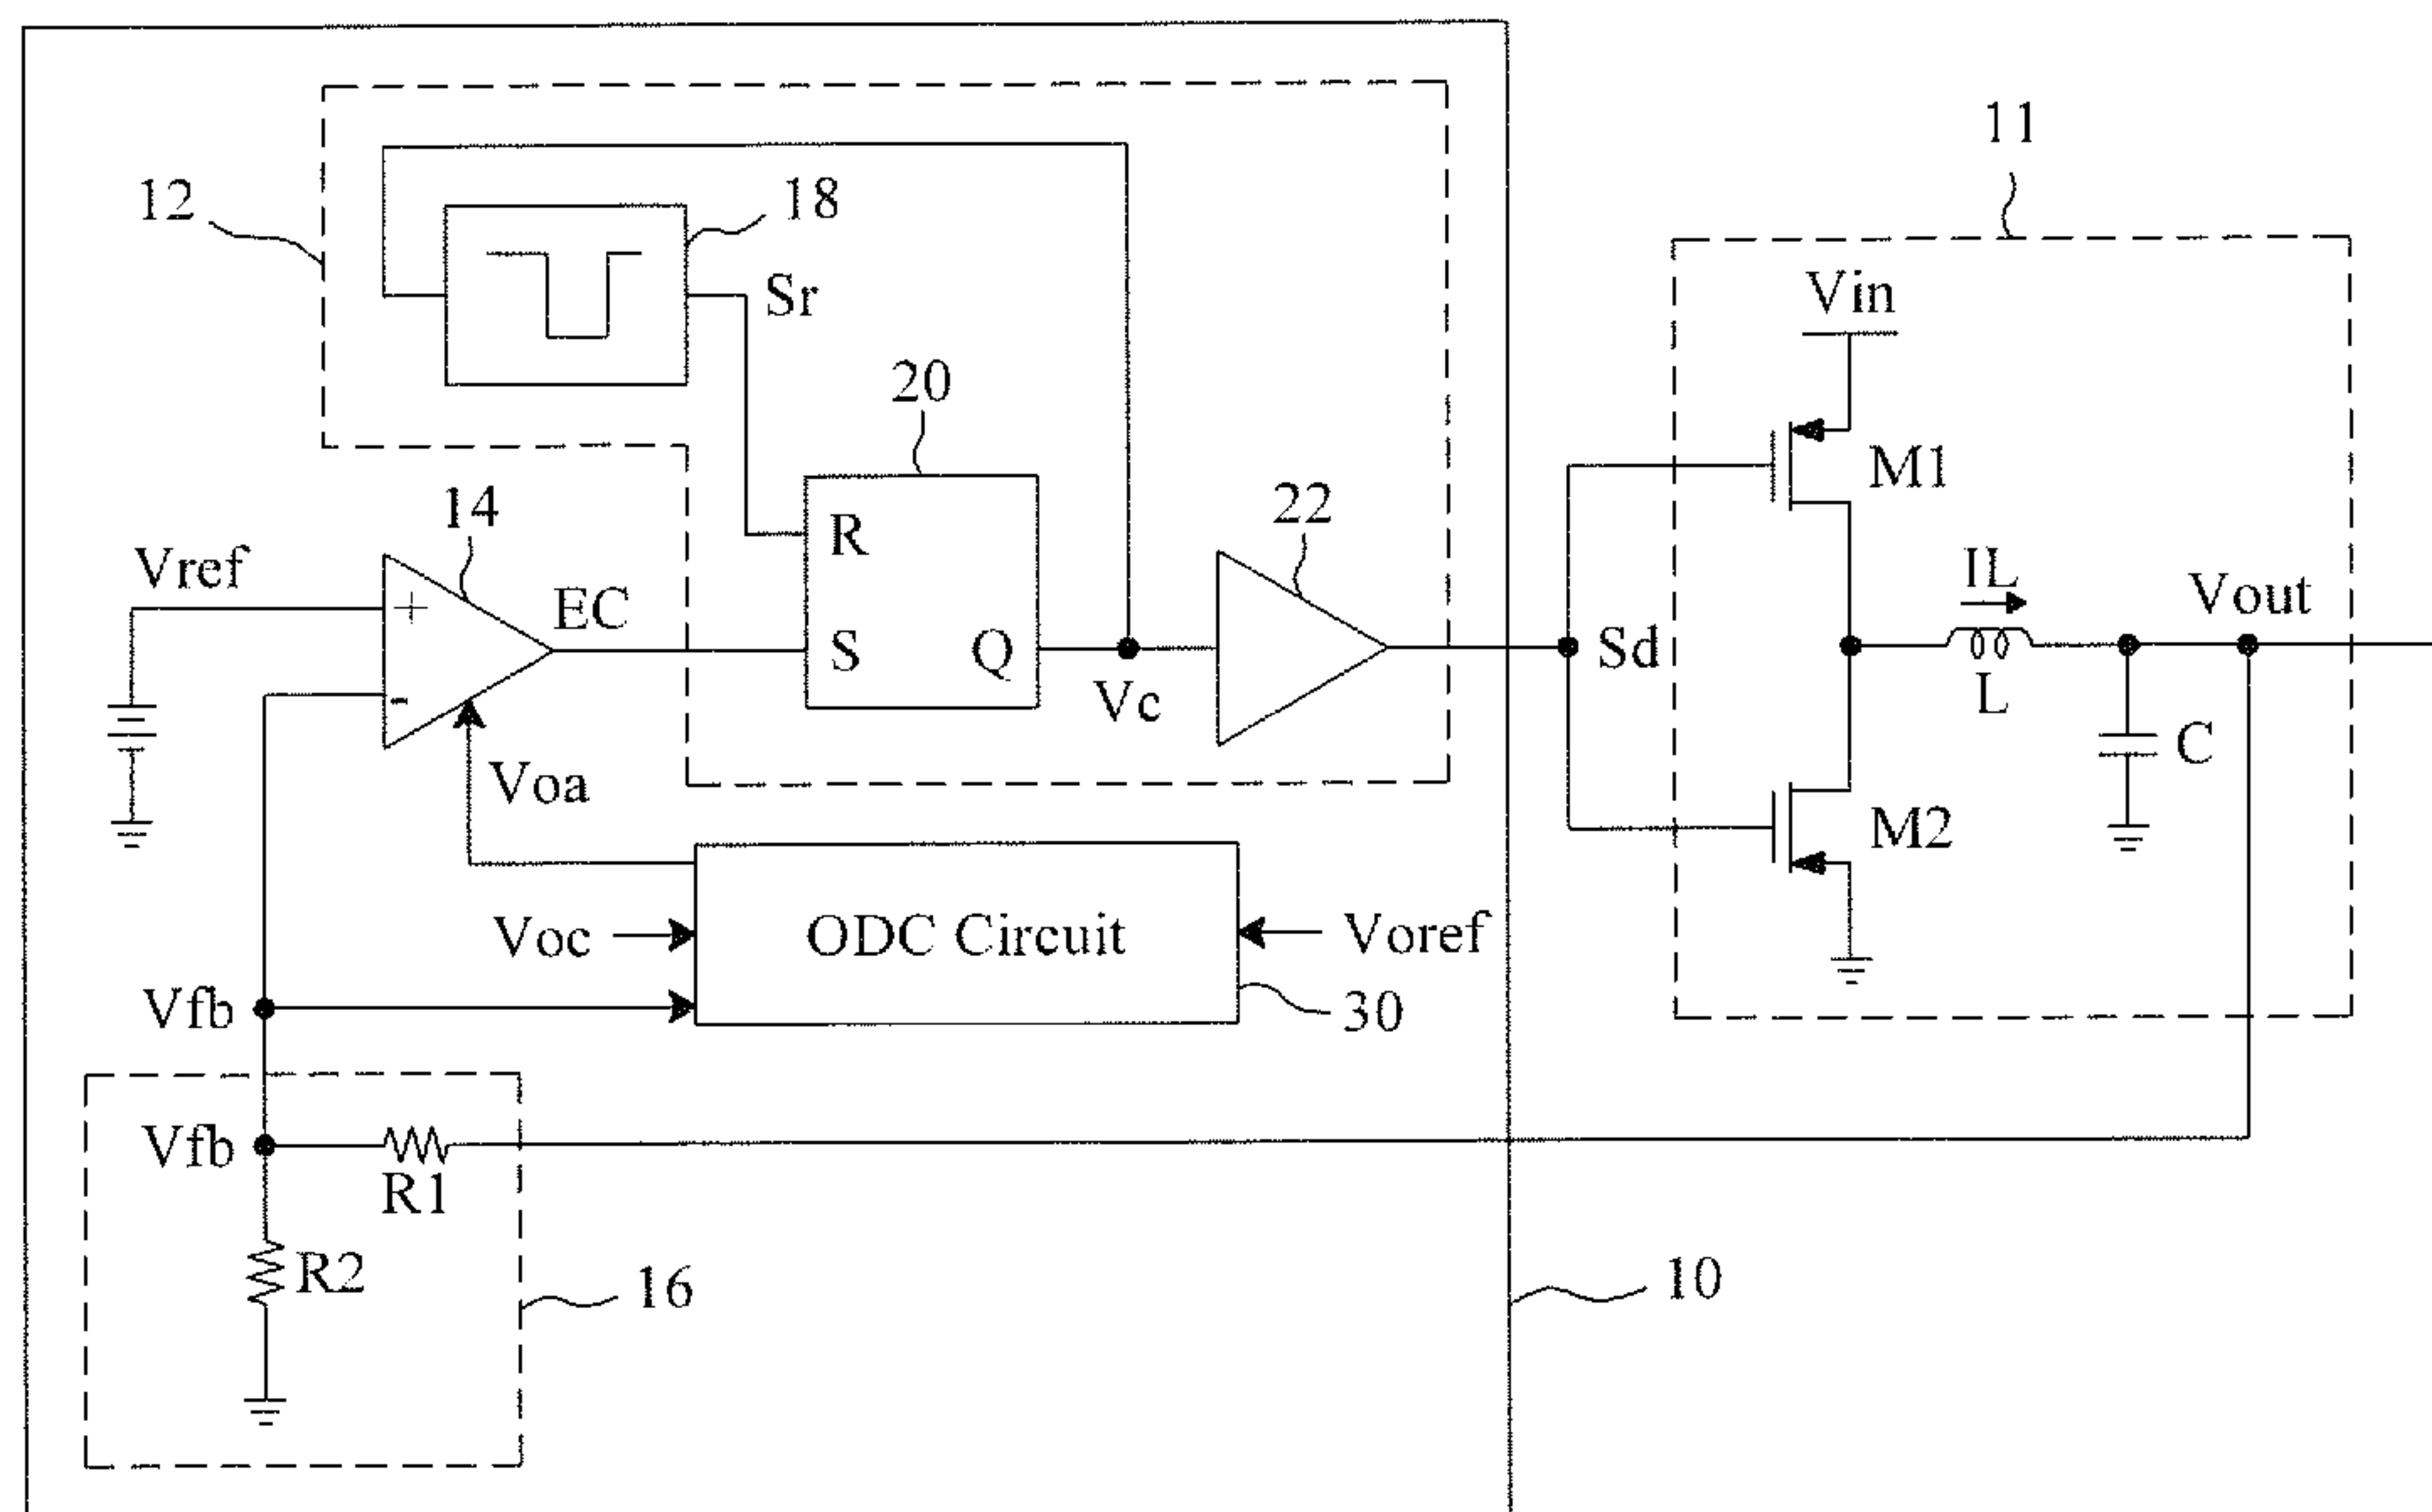 11
12
18
Vin
Sr
20
14
M1
22
Vref
R
+
IL
EC
Vout
S
Q
Sd
-
Vc
L
C
Voa
M2
Voc
ODC Circuit
Voref
Vfb
30
Vfb
R1
R2
16
10